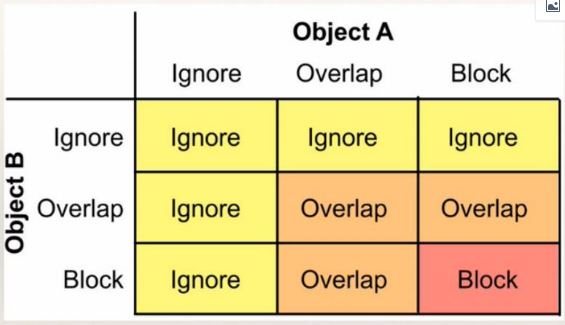 Object A
Ignore Overlap Block
Object B
Ignore Ignore Ignore Ignore
Overlap Ignore Overlap Overlap
Block Ignore Overlap Block